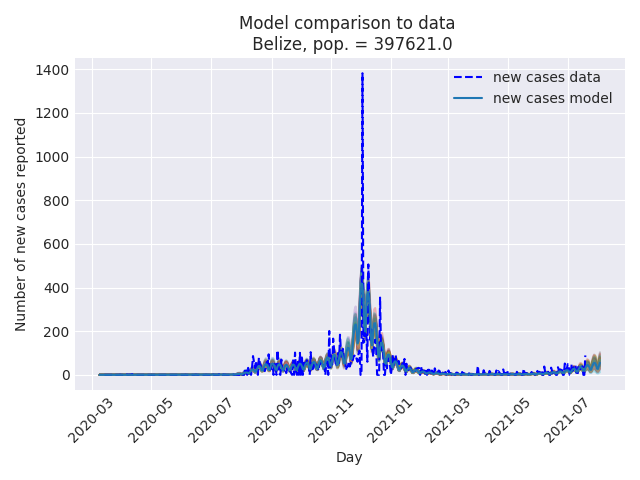 Model comparison to data
Belize, pop. = 397621.0
new cases data
new cases model
Number of new cases reported
1400
1200
1000
800
600
400
200
0
2020-03
2020-05
2020-07
2020-09
2020-11
2021-01
2021-03
2021-05
2021-07
Day